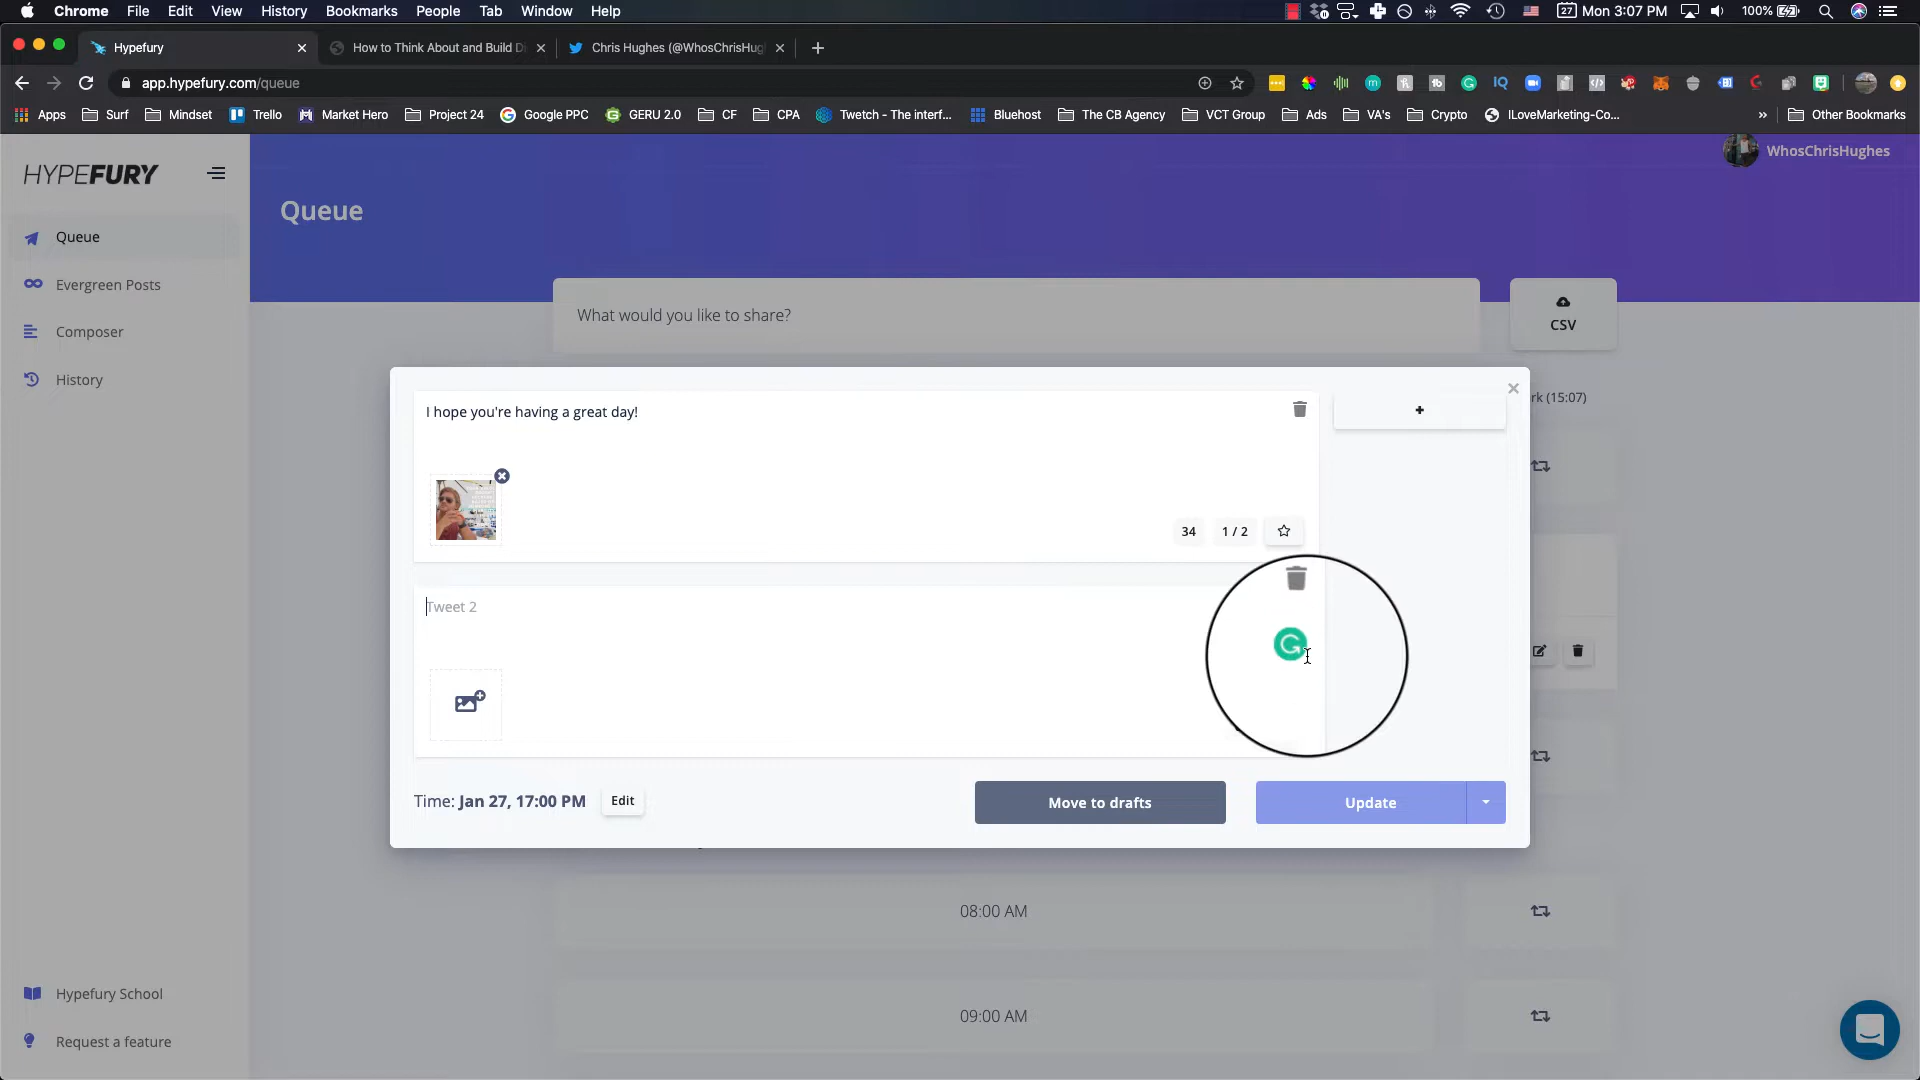 Chrome File Edit View History Bookmarks People Tab Window Help 27 Mon 3:07 PM 100%
Hypefury How to Think About and Build D Chris Hughes (@WhosChrisHug
app.hypefury.com/queue
Apps Surf Mindset Trello Market Hero Project 24 Google PPC GERU 2.0 CF CPA Twetch - The interf... Bluehost The CB Agency VCT Group Ads VA's Crypto ILoveMarketing-Co... » Other Bookmarks
HYPEFURY
WhosChrisHughes
Queue
Queue
Evergreen Posts
What would you like to share?
CSV
Composer
History
rk (15:07)
I hope you're having a great day!
34 1 / 2
Tweet 2
Time: Jan 27, 17:00 PM Edit Move to drafts Update
08:00 AM
09:00 AM
Hypefury School
Request a feature